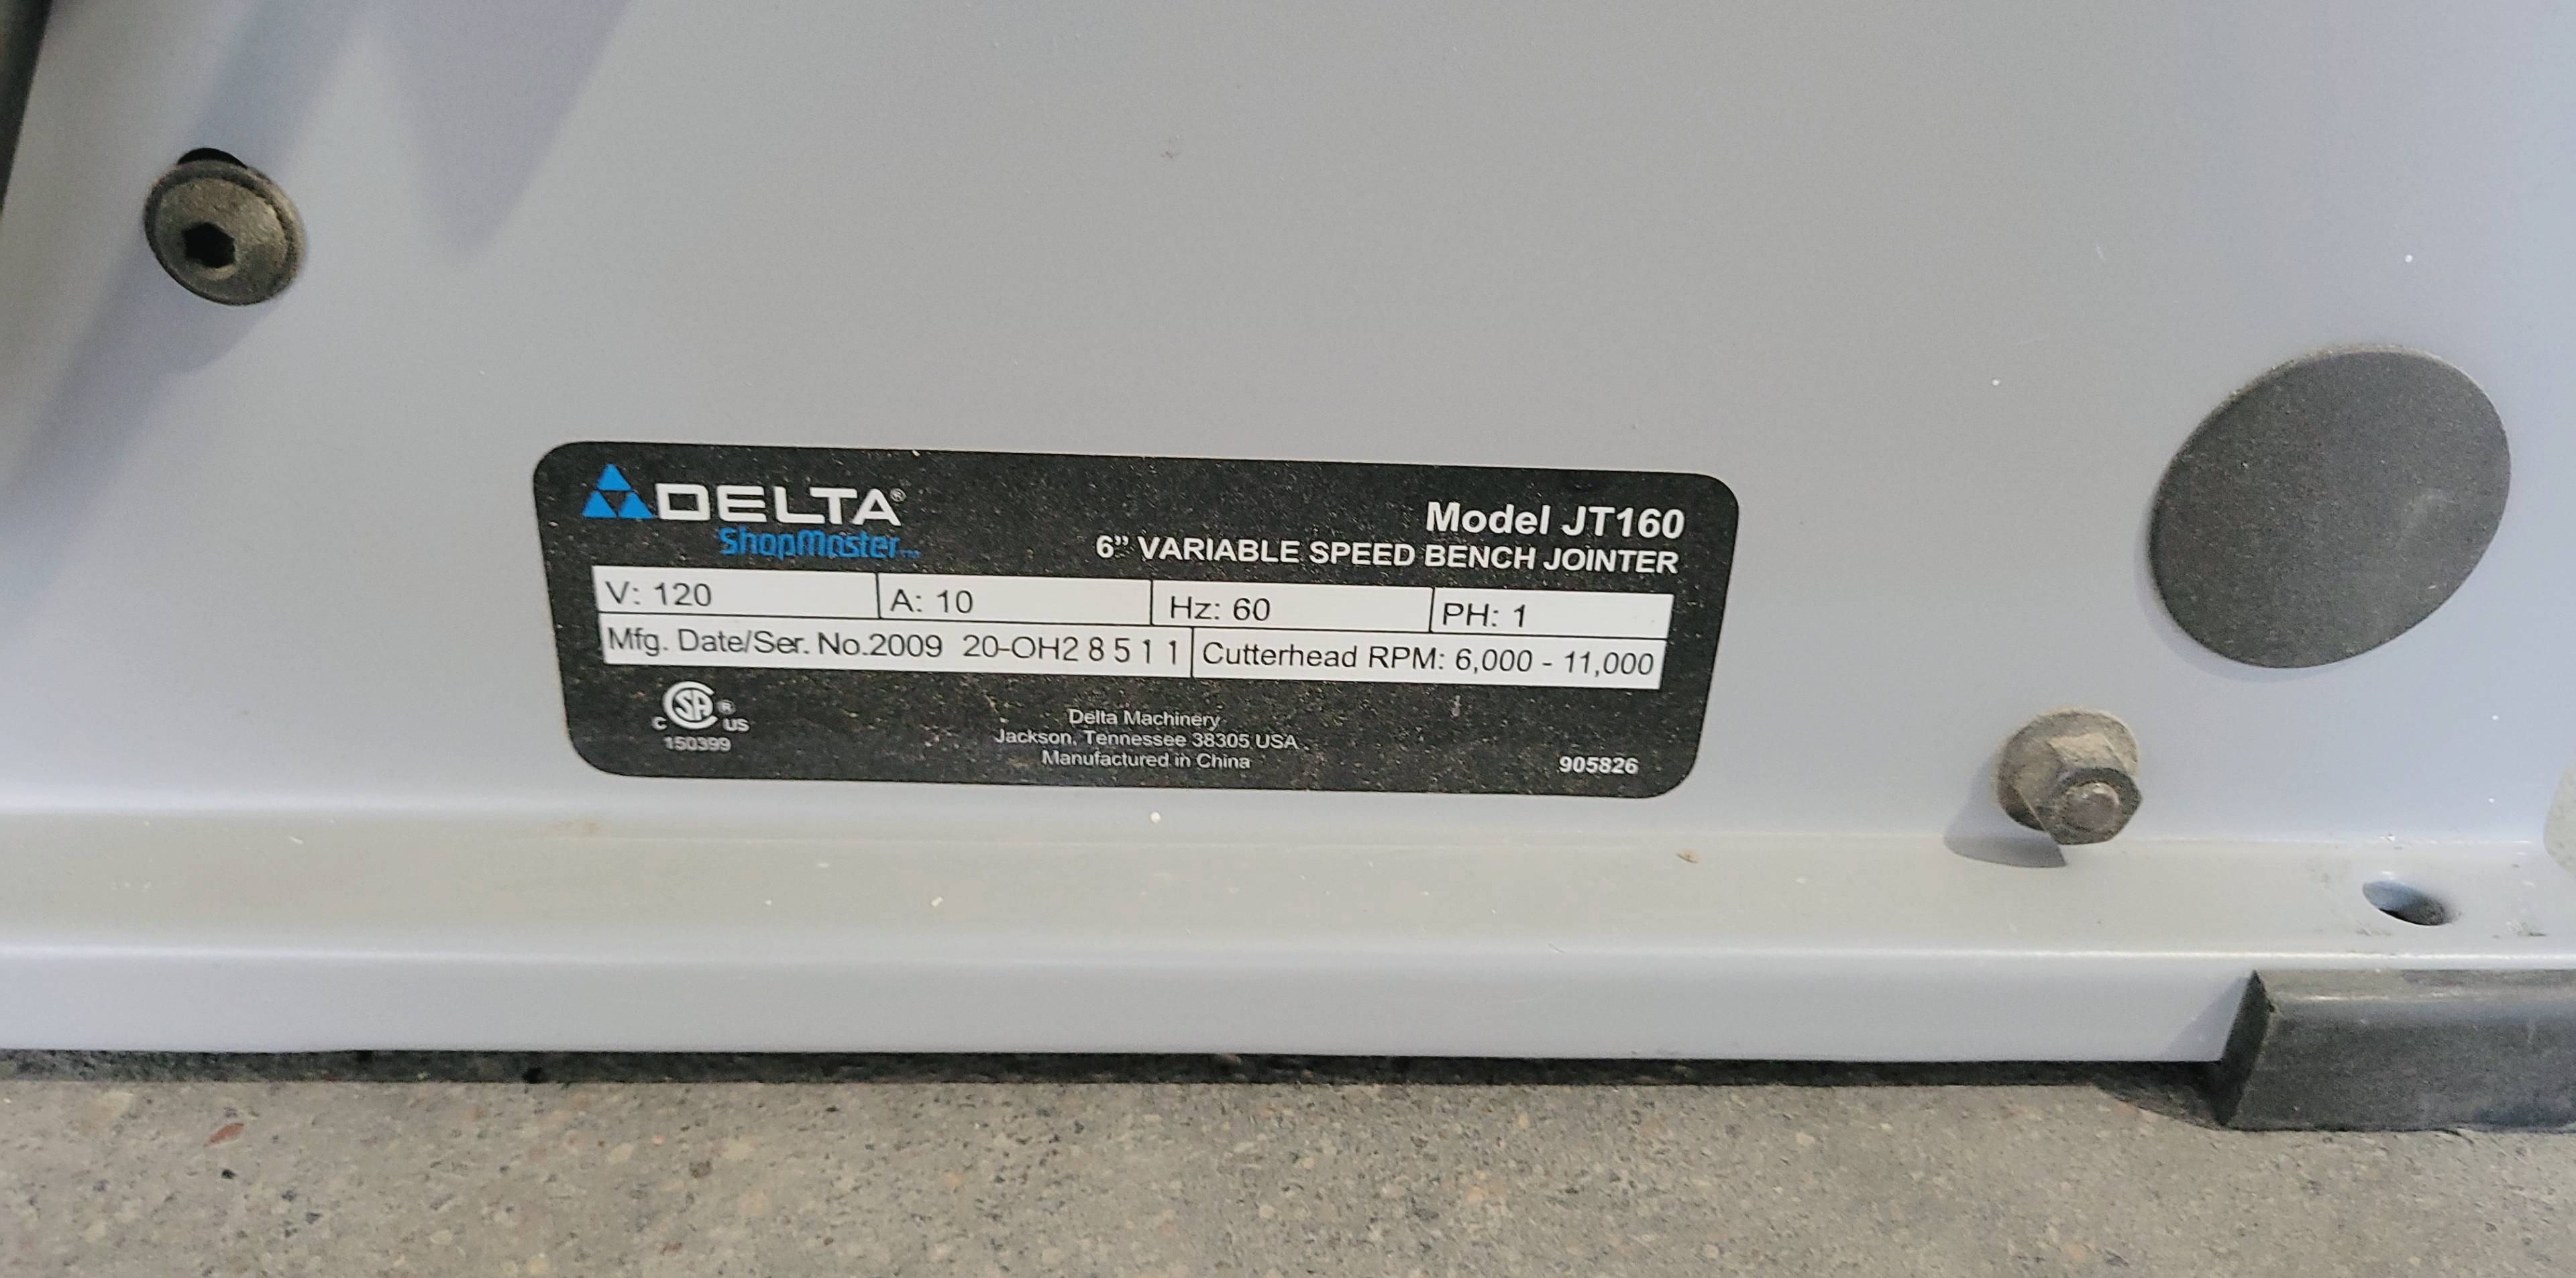 DELTA®
ShopMaster™
Model JT160
6” VARIABLE SPEED BENCH JOINTER
V: 120 A: 10 Hz: 60 PH: 1
Mfg. Date/Ser. No.2009 20-OH2 8 5 1 1 Cutterhead RPM: 6,000 - 11,000
C SA® US
150399
Delta Machinery
Jackson, Tennessee 38305 USA
Manufactured in China
905826